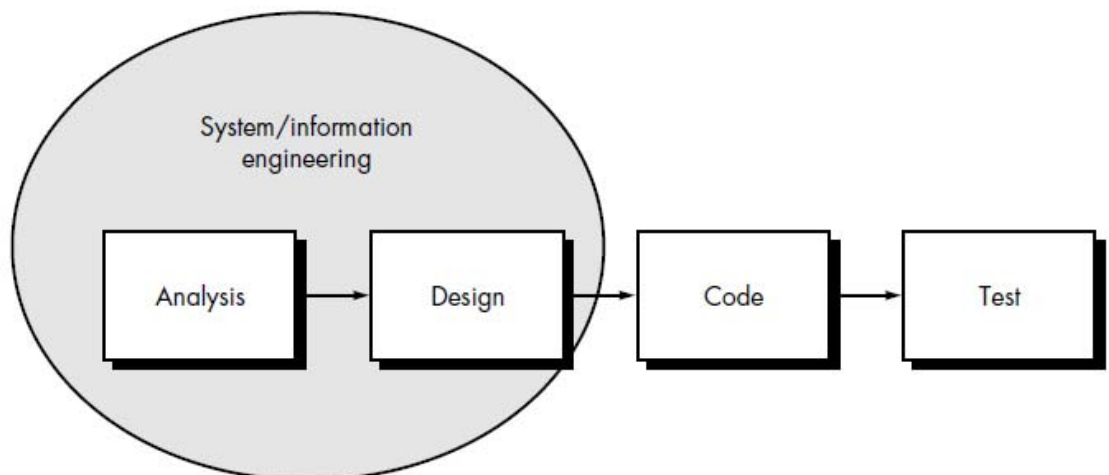 System/information
engineering
Analysis
Design
Code
Test